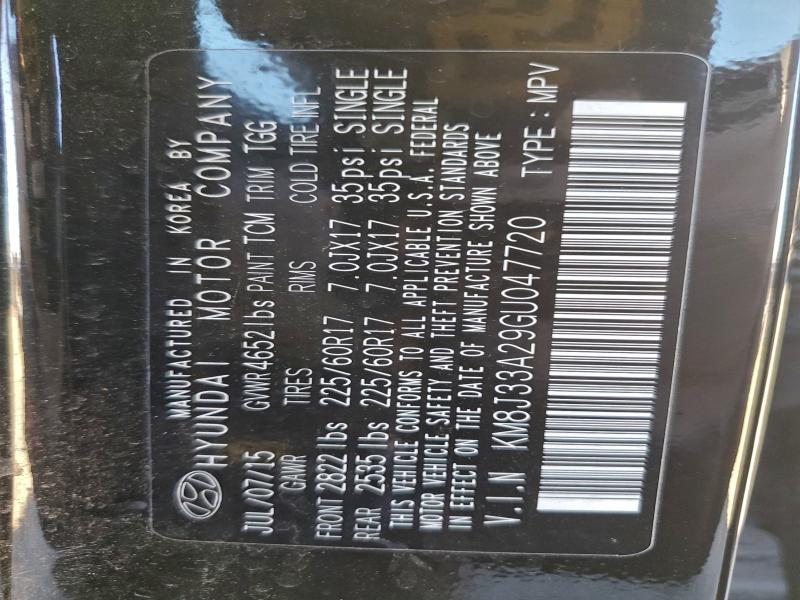 MANUFACTURED IN KOREA BY
HYUNDAI MOTOR COMPANY
JUL/07/15 GVWR4652lbs PAINT TCM TRIM TGG
GAWR TIRES RIMS COLD TIRE INFL
FRONT 2822 lbs 225/60R17 7.0JX17 35psi SINGLE
REAR 2535 lbs 225/60R17 7.0JX17 35psi SINGLE
THIS VEHICLE CONFORMS TO ALL APPLICABLE U.S.A. FEDERAL
MOTOR VEHICLE SAFETY AND THEFT PREVENTION STANDARDS
IN EFFECT ON THE DATE OF MANUFACTURE SHOWN ABOVE
V.I.N KM8J33A29GU047720 TYPE : MPV